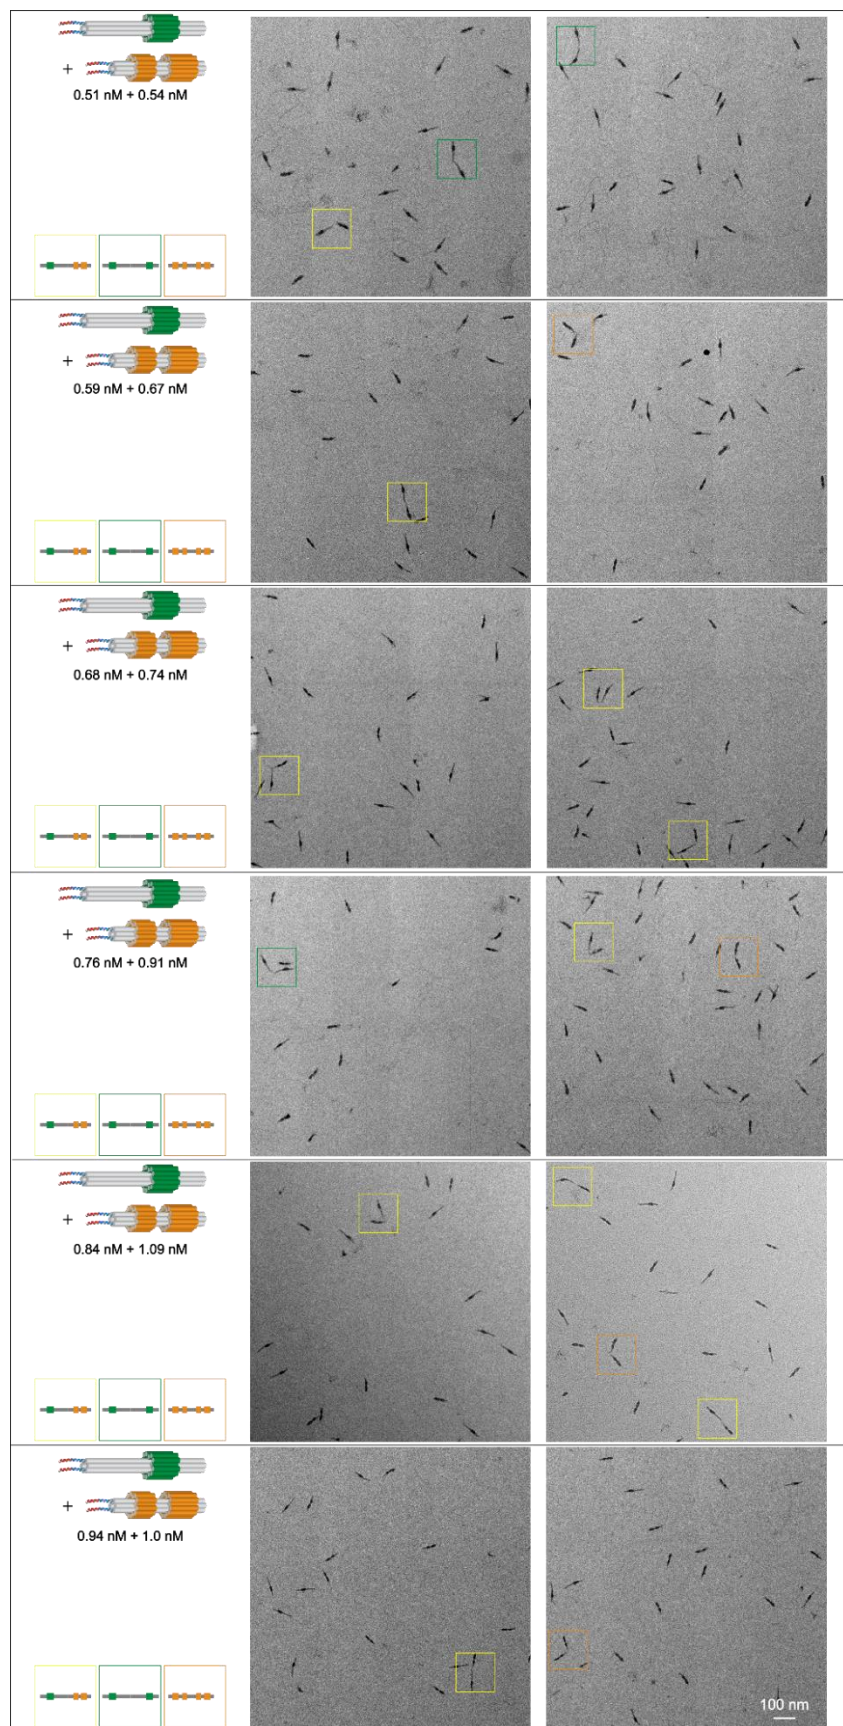 +
0.51 nM + 0.54 nM
+
0.59 nM + 0.67 nM
+
0.68 nM + 0.74 nM
+
0.76 nM + 0.91 nM
+
0.84 nM + 1.09 nM
+
0.94 nM + 1.0 nM
100 nm